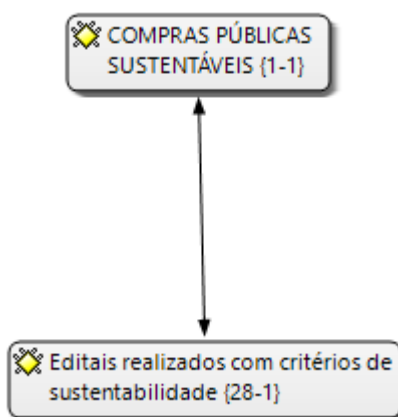 COMPRAS PÚBLICAS
SUSTENTÁVEIS {1-1}
Editais realizados com critérios de
sustentabilidade {28-1}